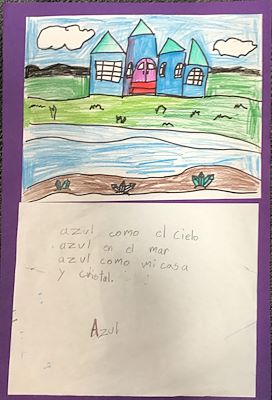 azul como el cielo
azul en el mar
azul como mi casa
y cristal.
Azul